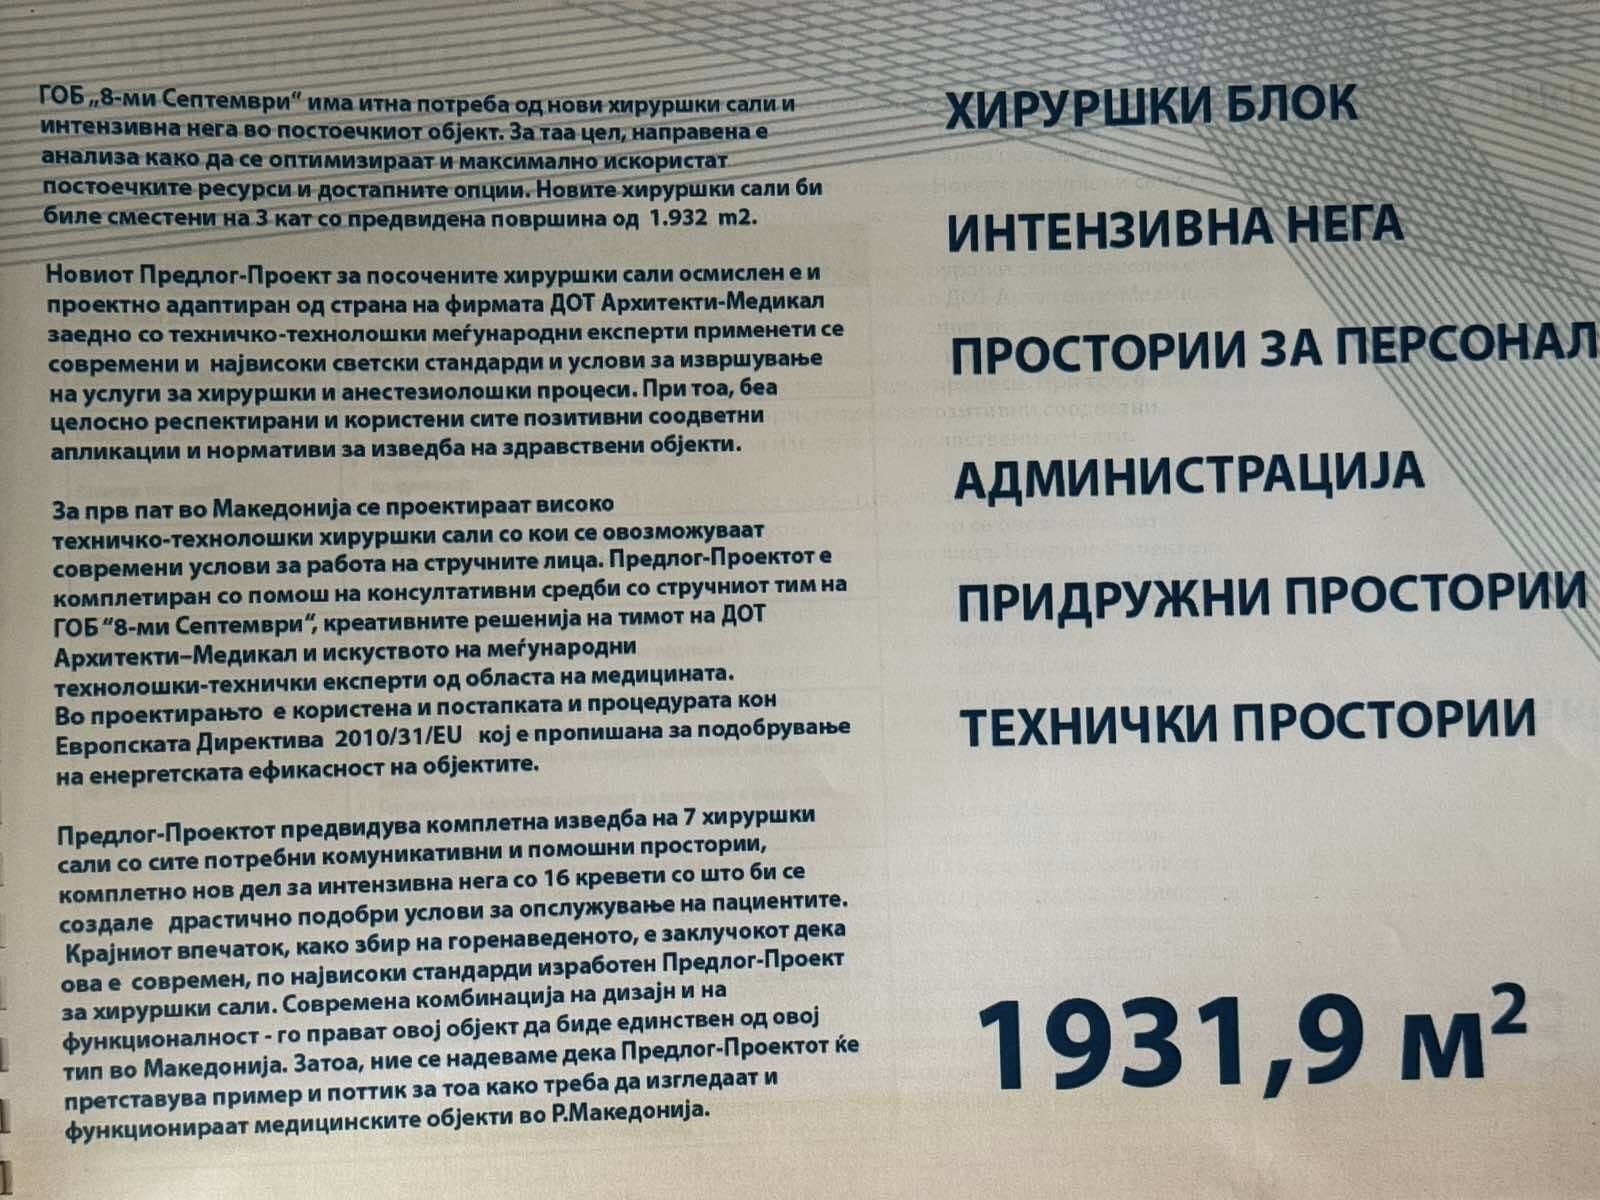 ГОБ „8-ми Септември“ има итна потреба од нови хируршки сали и
интензивна нега во постоечкиот објект. За таа цел, направена е
анализа како да се оптимизираат и максимално искористат
постоечките ресурси и достапните опции. Новите хируршки сали би
биле сместени на 3 кат со предвидена површина од 1.932 m2.
Новиот Предлог-Проект за посочените хируршки сали осмислен е и
проектно адаптиран од страна на фирмата ДОТ Архитекти-Медикал
заедно со техничко-технолошки меѓународни експерти применети се
современи и највисоки светски стандарди и услови за извршување
на услуги за хируршки и анестезиолошки процеси. При тоа, беа
целосно респектирани и користени сите позитивни соодветни
апликации и нормативи за изведба на здравствени објекти.
За прв пат во Македонија се проектираат високо
техничко-технолошки хируршки сали со кои се овозможуваат
современи услови за работа на стручните лица. Предлог-Проектот е
комплетиран со помош на консултативни средби со стручниот тим на
ГОБ “8-ми Септември“, креативните решенија на тимот на ДОТ
Архитекти–Медикал и искуството на меѓународни
технолошки-технички експерти од областа на медицината.
Во проектирањто е користена и постапката и процедурата кон
Европската Директива 2010/31/EU кој е пропишана за подобрување
на енергетската ефикасност на објектите.
Предлог-Проектот предвидува комплетна изведба на 7 хируршки
сали со сите потребни комуникативни и помошни простории,
комплетно нов дел за интензивна нега со 16 кревети со што би се
создале драстично подобри услови за опслужување на пациентите.
Крајниот впечаток, како збир на горенаведеното, е заклучокот дека
ова е современ, по највисоки стандарди изработен Предлог-Проект
за хируршки сали. Современа комбинација на дизајн и на
функционалност - го прават овој објект да биде единствен од овој
тип во Македонија. Затоа, ние се надеваме дека Предлог-Проектот ќе
претставува пример и поттик за тоа како треба да изгледаат и
функционираат медицинските објекти во Р.Македонија.
ХИРУРШКИ БЛОК
ИНТЕНЗИВНА НЕГА
ПРОСТОРИИ ЗА ПЕРСОНАЛ
АДМИНИСТРАЦИЈА
ПРИДРУЖНИ ПРОСТОРИИ
ТЕХНИЧКИ ПРОСТОРИИ
1931,9 м²